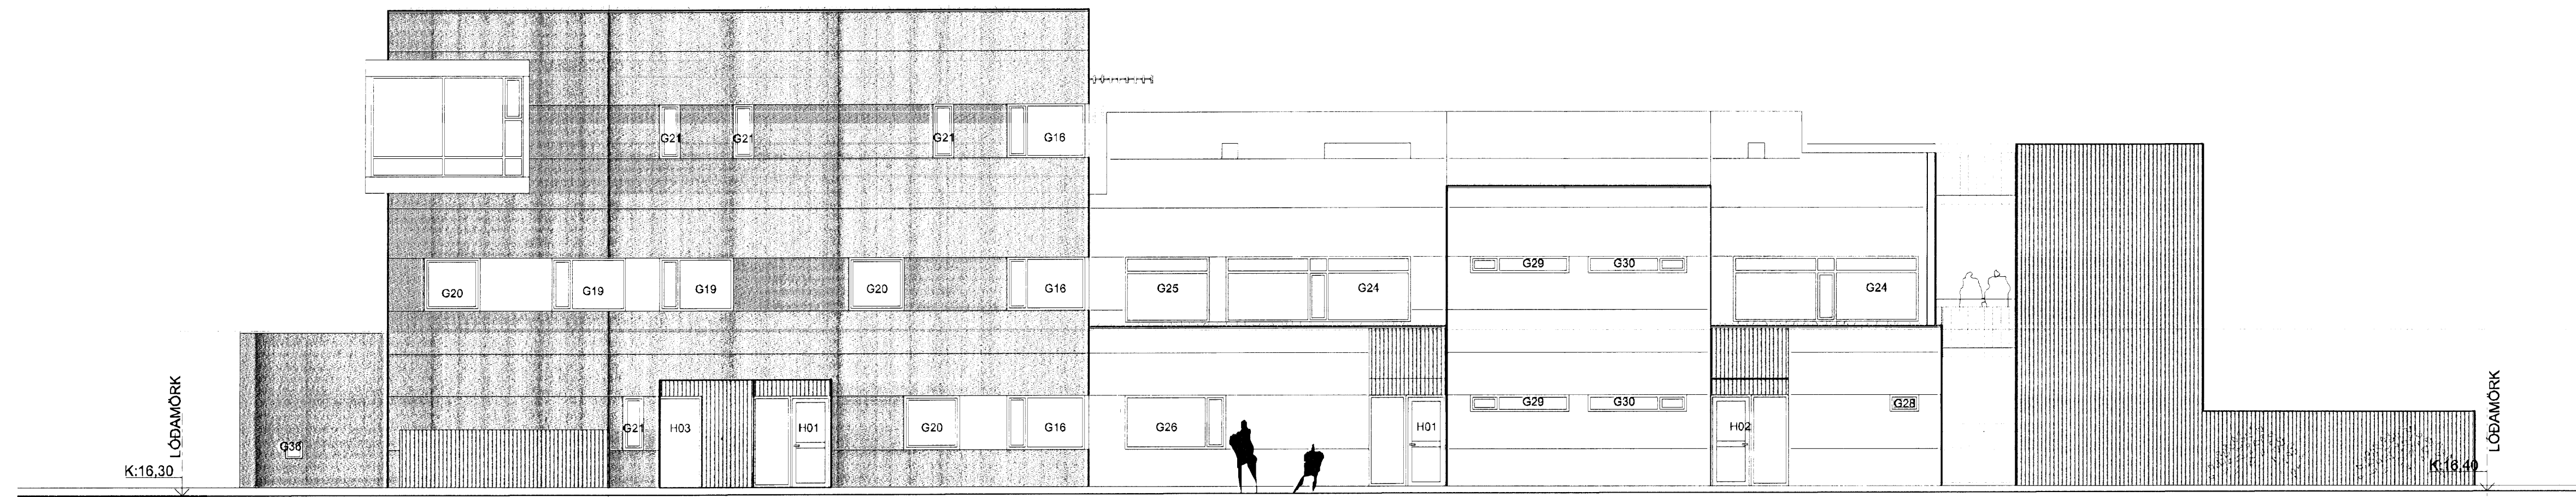 G21 G21 G21 G16
G20 G19 G19 G20 G16 G25 G24 G29 G30 G24
G21 H03 H01 G20 G16 G26 H01 G29 G30 H02 G28
G36
LÓÐAMÖRK
K:16,30
LÓÐAMÖRK
K:16,40